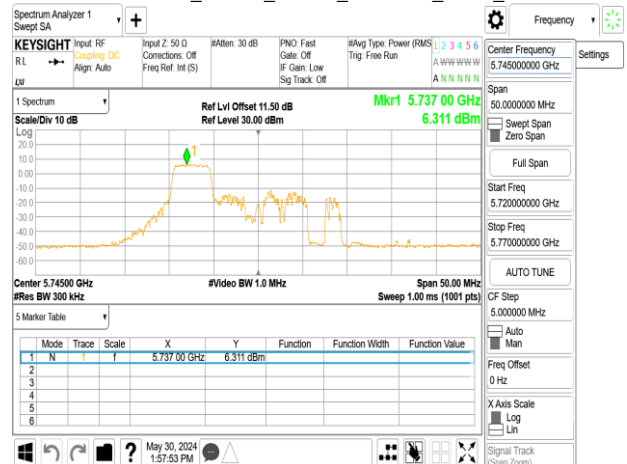 Spectrum Analyzer 1
Swept SA
+
Frequency
KEYSIGHT
RL
Input: RF
Coupling: DC
Align: Auto
Input Z: 50 Ω
Corrections: Off
Freq Ref: Int (S)
#Atten: 30 dB
PNO: Fast
Gate: Off
IF Gain: Low
Sig Track: Off
#Avg Type: Power (RMS
Trig: Free Run
1 2 3 4 5 6
A W W W W W
A N N N N N
Center Frequency
5.745000000 GHz
Settings
Span
50.0000000 MHz
Swept Span
Zero Span
Full Span
Start Freq
5.720000000 GHz
Stop Freq
5.770000000 GHz
AUTO TUNE
CF Step
5.000000 MHz
Auto
Man
Freq Offset
0 Hz
X Axis Scale
Log
Lin
Signal Track
(Span Zoom)
1 Spectrum
Scale/Div 10 dB
Ref Lvl Offset 11.50 dB
Ref Level 30.00 dBm
Mkr1 5.737 00 GHz
6.311 dBm
Log
20.0
10.0
0.00
-10.0
-20.0
-30.0
-40.0
-50.0
-60.0
1
Center 5.74500 GHz
#Res BW 300 kHz
#Video BW 1.0 MHz
Span 50.00 MHz
Sweep 1.00 ms (1001 pts)
5 Marker Table
Mode Trace Scale X Y Function Function Width Function Value
1 N 1 f 5.737 00 GHz 6.311 dBm
2
3
4
5
6
?
May 30, 2024
1:57:53 PM